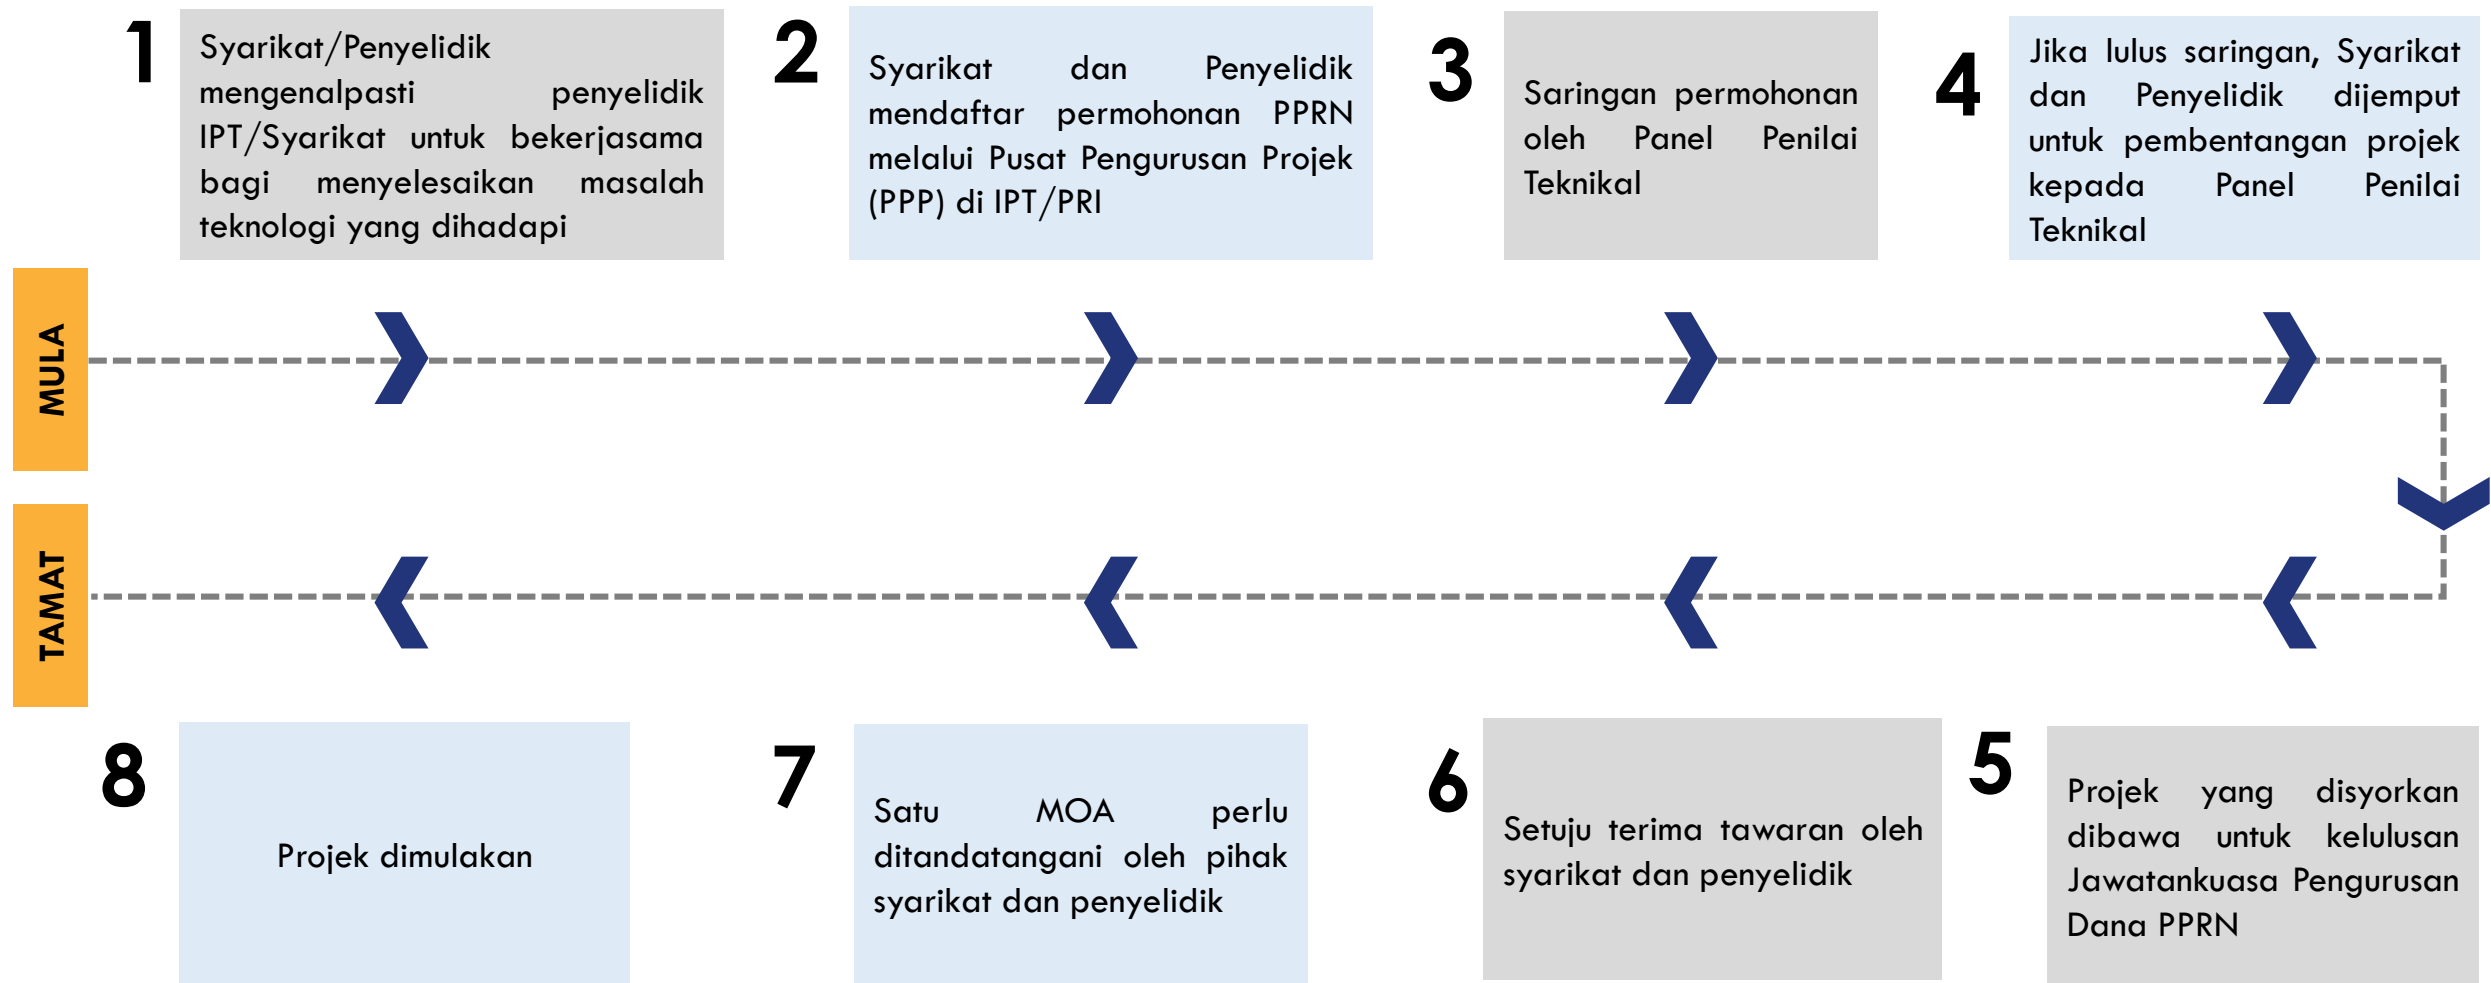 1
Syarikat/Penyelidik
mengenalpasti penyelidik
IPT/Syarikat untuk bekerjasama
bagi menyelesaikan masalah
teknologi yang dihadapi
2
Syarikat dan Penyelidik
mendaftar permohonan PPRN
melalui Pusat Pengurusan Projek
(PPP) di IPT/PRI
3
Saringan permohonan
oleh Panel Penilai
Teknikal
4
Jika lulus saringan, Syarikat
dan Penyelidik dijemput
untuk pembentangan projek
kepada Panel Penilai
Teknikal
MULA
TAMAT
8
Projek dimulakan
7
Satu MOA perlu
ditandatangani oleh pihak
syarikat dan penyelidik
6
Setuju terima tawaran oleh
syarikat dan penyelidik
5
Projek yang disyorkan
dibawa untuk kelulusan
Jawatankuasa Pengurusan
Dana PPRN